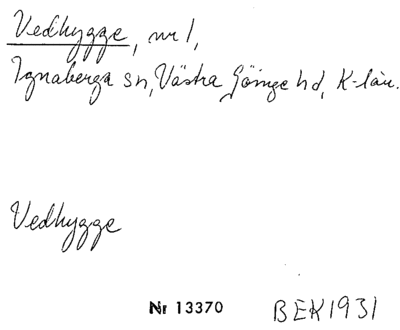 Vedhygge, nr 1,
Ignaberga sn, Västra Göinge hd, K-län.
Vedhygge
Nr 13370 BEK1931